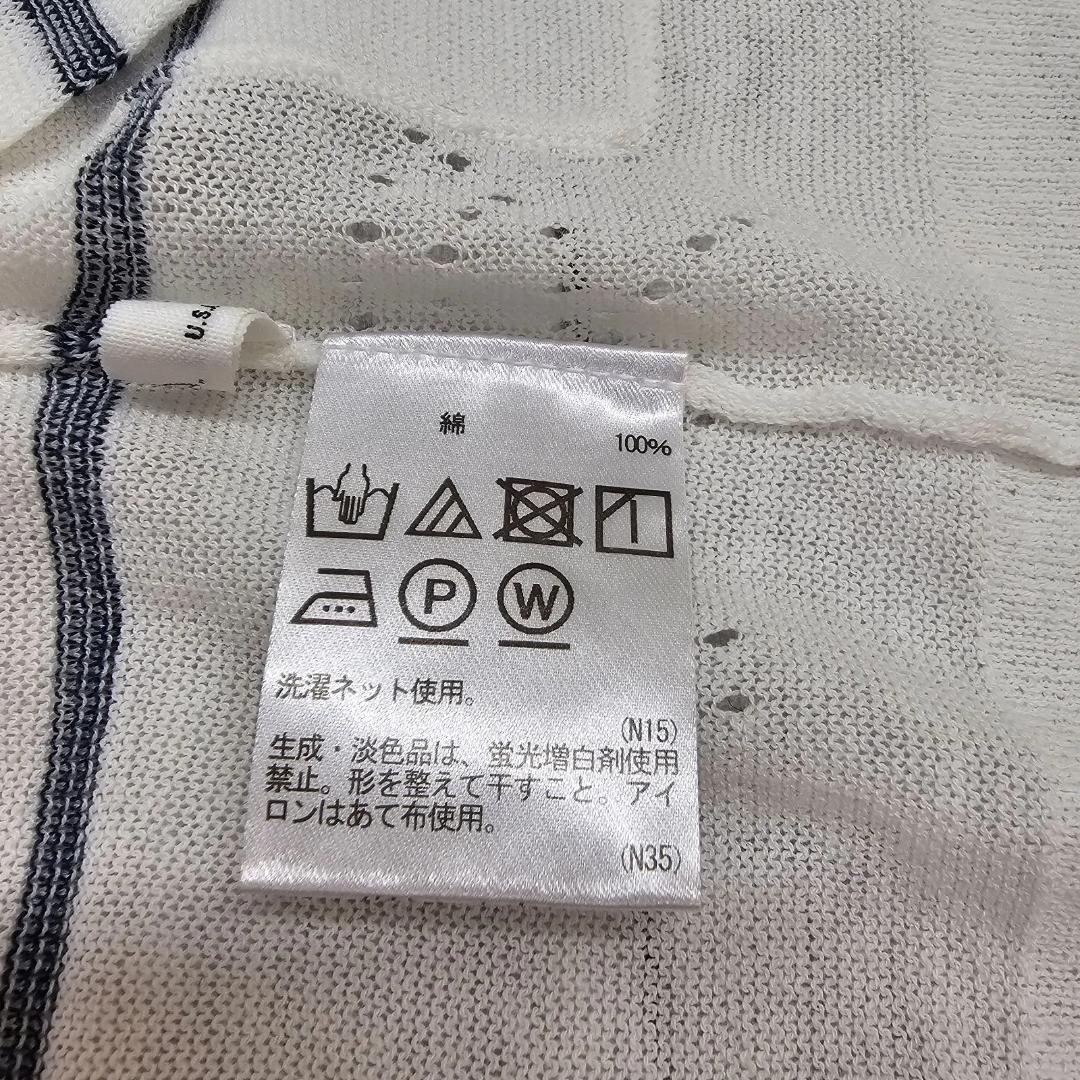 U.S.
綿
100%
P W
洗濯ネット使用。
(N15)
生成・淡色品は、蛍光増白剤使用
禁止。形を整えて干すこと。アイ
ロンはあて布使用。
(N35)